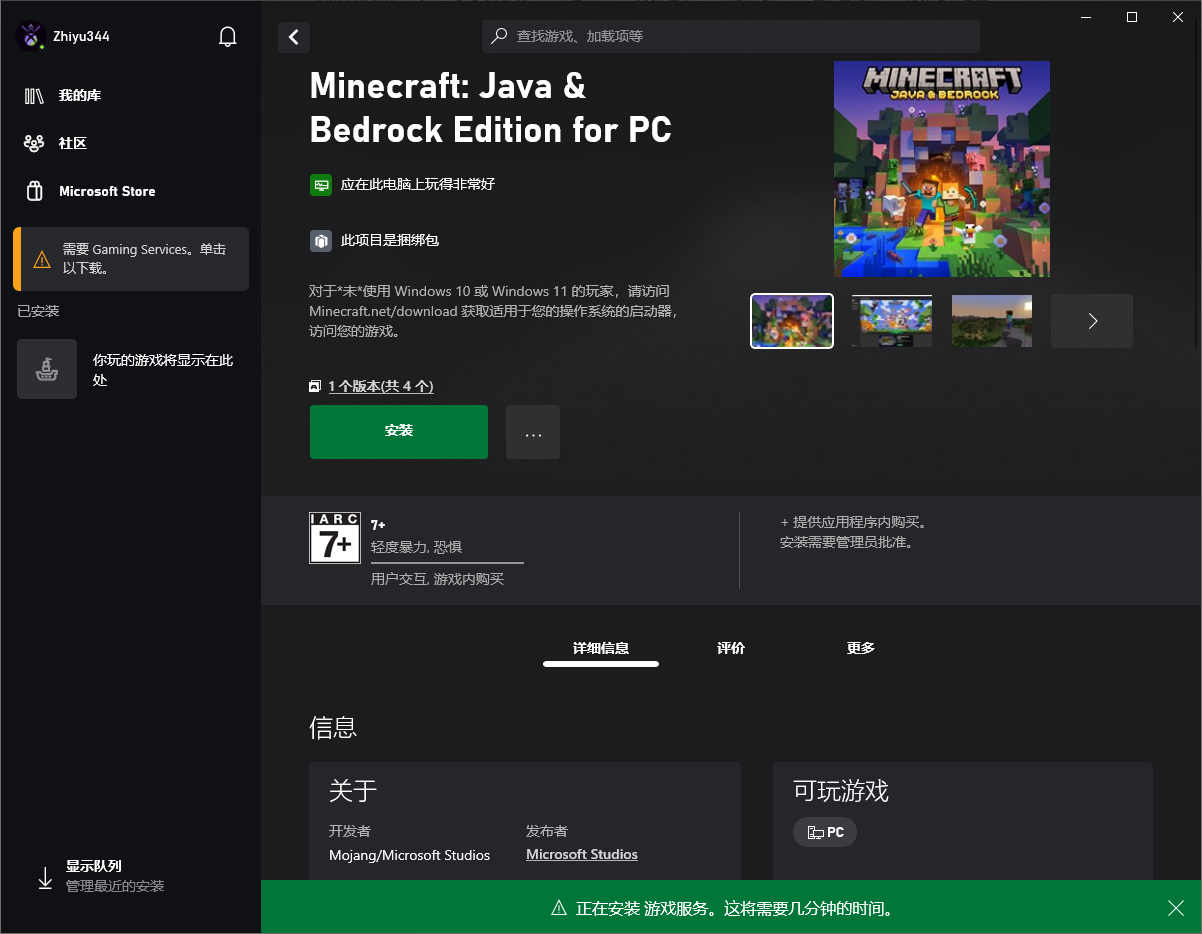 Zhiyu344
我的库
社区
Microsoft Store
需要 Gaming Services。单击
以下载。
已安装
你玩的游戏将显示在此
处
显示队列
管理最近的安装
查找游戏、加载项等
Minecraft: Java &
Bedrock Edition for PC
应在此电脑上玩得非常好
此项目是捆绑包
对于*未*使用 Windows 10 或 Windows 11 的玩家，请访问
Minecraft.net/download 获取适用于您的操作系统的启动器，
访问您的游戏。
1 个版本(共 4 个)
安装
...
MINECRAFT
JAVA & BEDROCK
IARC
7+
7+
轻度暴力, 恐惧
用户交互, 游戏内购买
+ 提供应用程序内购买。
安装需要管理员批准。
详细信息
评价
更多
信息
关于
开发者
Mojang/Microsoft Studios
发布者
Microsoft Studios
可玩游戏
PC
正在安装 游戏服务。这将需要几分钟的时间。